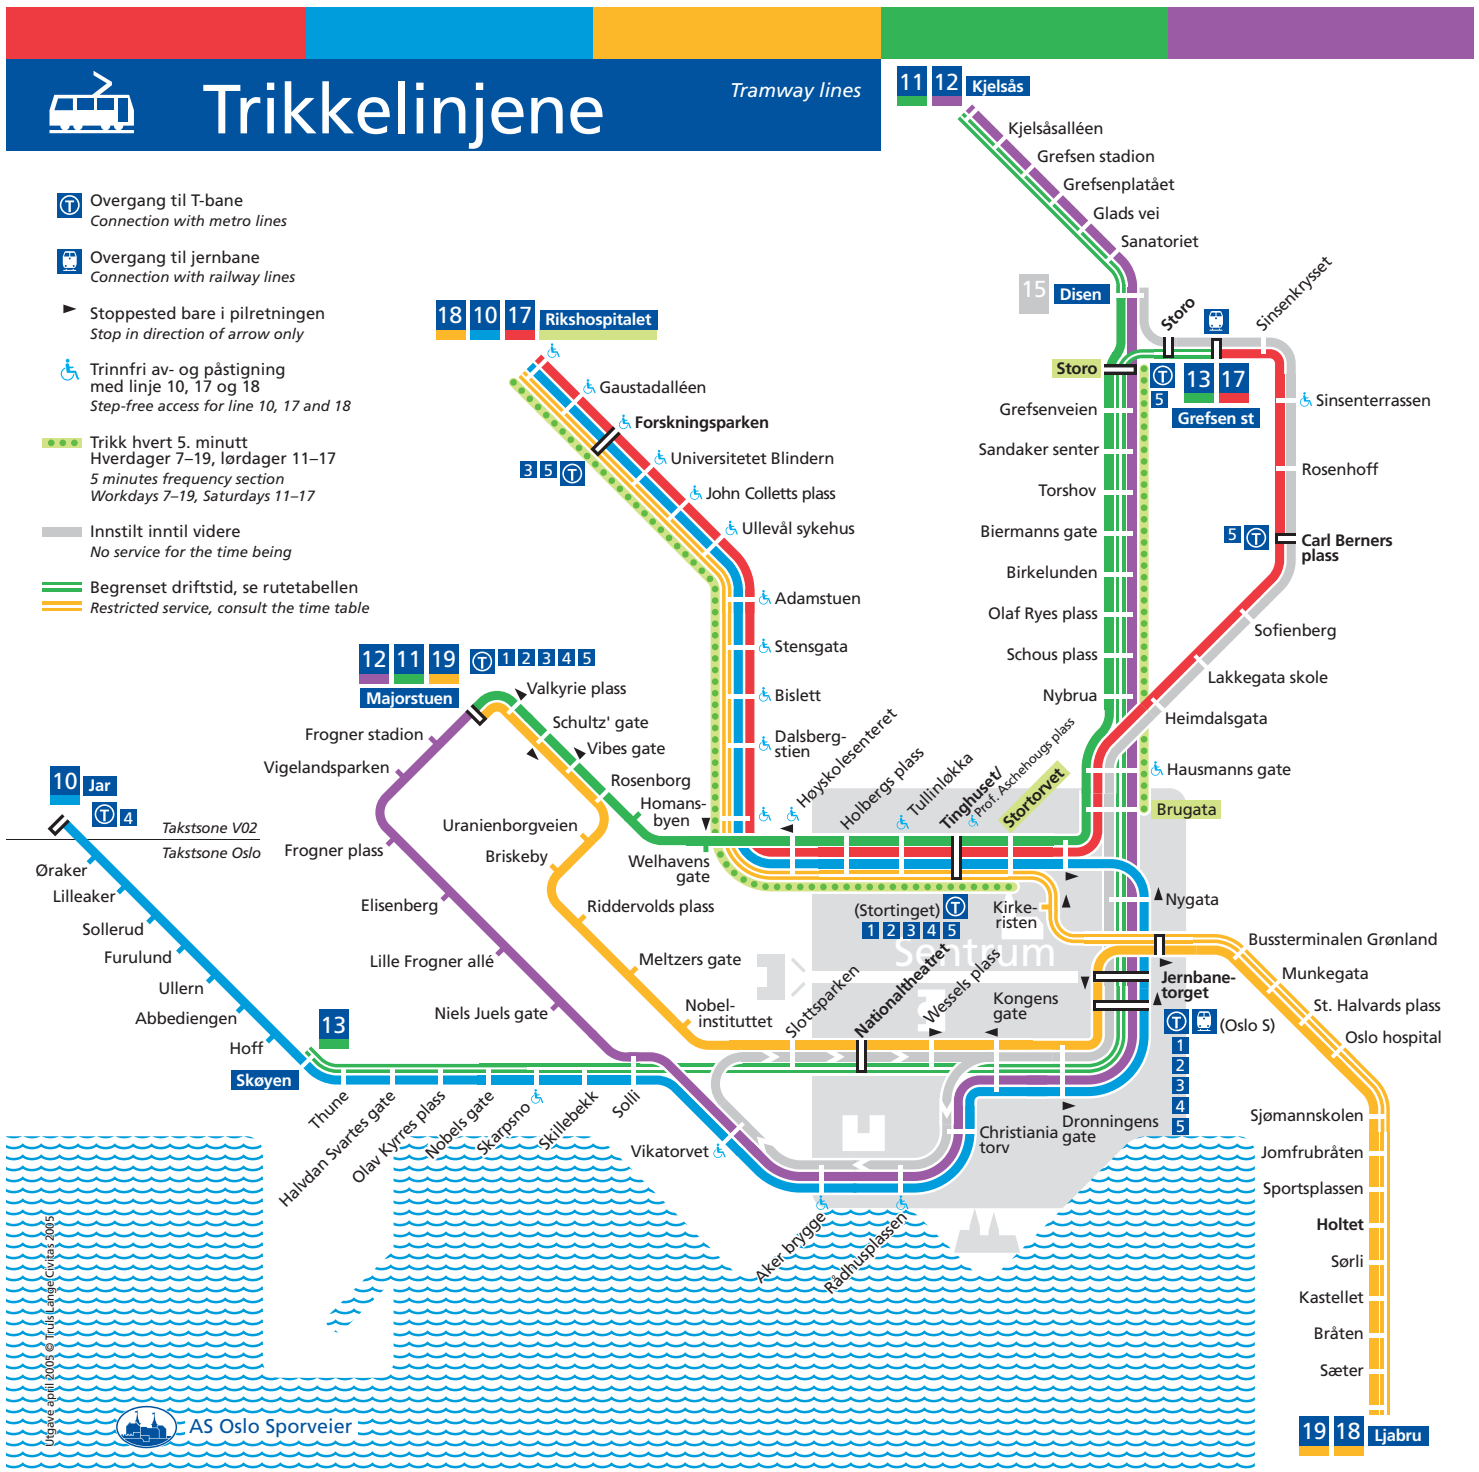 Trikkelinjene
Tramway lines
Overgang til T-bane
Connection with metro lines
Overgang til jernbane
Connection with railway lines
Stoppested bare i pilretningen
Stop in direction of arrow only
Trinnfri av- og påstigning
med linje 10, 17 og 18
Step-free access for line 10, 17 and 18
Trikk hvert 5. minutt
Hverdager 7–19, lørdager 11–17
5 minutes frequency section
Workdays 7–19, Saturdays 11–17
Innstilt inntil videre
No service for the time being
Begrenset driftstid, se rutetabellen
Restricted service, consult the time table
11 12 Kjelsås
Kjelsåsalléen
Grefsen stadion
Grefsenplatået
Glads vei
Sanatoriet
15 Disen
Storo
Sinsenkrysset
Storo
T
5
13 17
Grefsen st
Grefsenveien
Sandaker senter
Torshov
Biermanns gate
Birkelunden
Olaf Ryes plass
Schous plass
Nybrua
Sinsenterrassen
Rosenhoff
5 T
Carl Berners
plass
Sofienberg
Lakkegata skole
Heimdalsgata
Hausmanns gate
Brugata
18 10 17 Rikshospitalet
Gaustadalléen
Forskningsparken
3 5 T
Universitetet Blindern
John Colletts plass
Ullevål sykehus
Adamstuen
Stensgata
Bislett
Dalsberg-
stien
12 11 19 T 1 2 3 4 5
Majorstuen
Valkyrie plass
Schultz' gate
Vibes gate
Rosenborg
Homans-
byen
Welhavens
gate
Høyskolesenteret
Holbergs plass
Tullinløkka
Tinghuset/
Prof. Aschehougs plass
Stortorvet
Frogner stadion
Vigelandsparken
Frogner plass
Elisenberg
Lille Frogner allé
Niels Juels gate
Uranienborgveien
Briskeby
Riddervolds plass
Meltzers gate
Nobel-
instituttet
10 Jar
T 4
Takstsone V02
Takstsone Oslo
Øraker
Lilleaker
Sollerud
Furulund
Ullern
Abbediengen
Hoff
Skøyen
13
Thune
Halvdan Svartes gate
Olav Kyrres plass
Nobels gate
Skarpsno
Skillebekk
Solli
Vikatorvet
Aker brygge
Rådhusplassen
(Stortinget) T
1 2 3 4 5
Kirke-
risten
Sentrum
Slottsparken
Nationaltheatret
Wessels plass
Kongens
gate
Christiania
torv
Dronningens
gate
Nygata
Jernbane-
torget
T (Oslo S)
1
2
3
4
5
Bussterminalen Grønland
Munkegata
St. Halvards plass
Oslo hospital
Sjømannskolen
Jomfrubråten
Sportsplassen
Holtet
Sørli
Kastellet
Bråten
Sæter
19 18 Ljabru
Utgave april 2005 © Truls Lange Civitas 2005
AS Oslo Sporveier